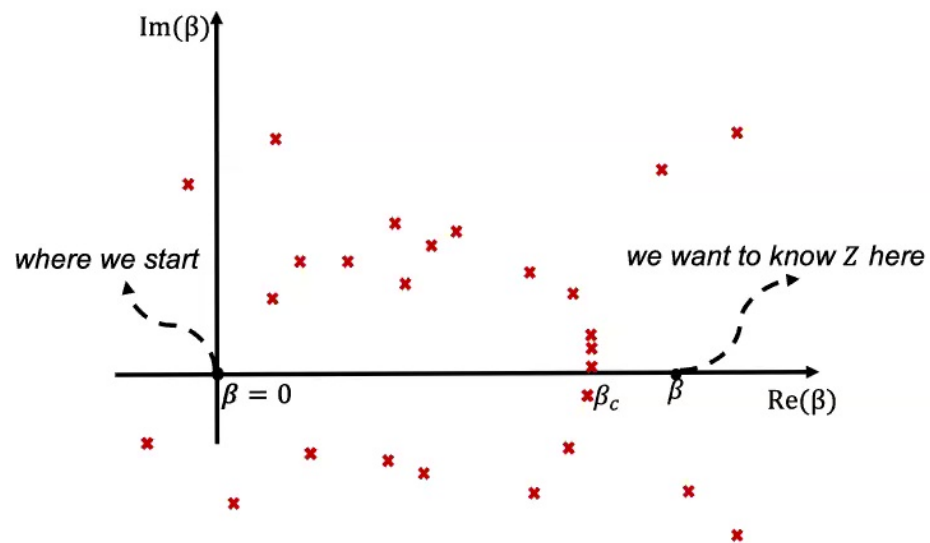 Im(β)
where we start
we want to know Z here
β = 0
β_c
β
Re(β)